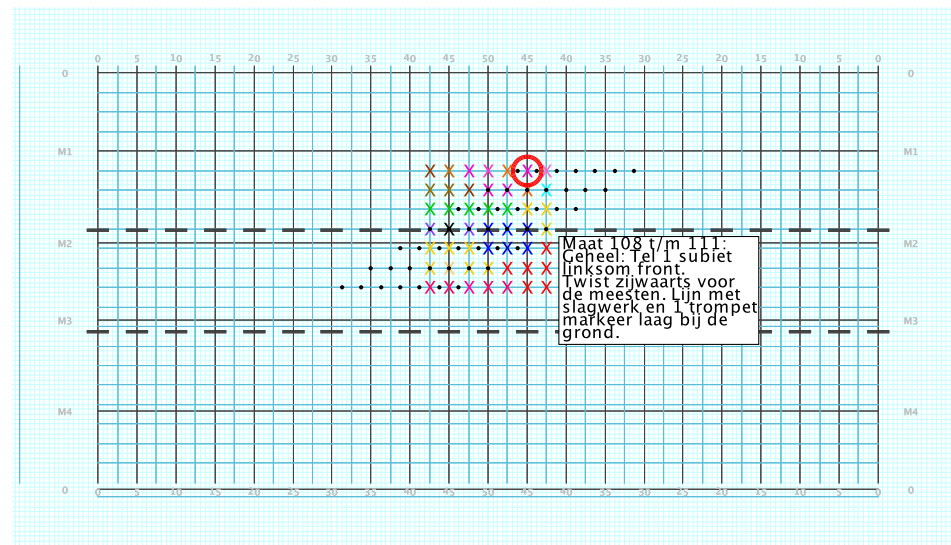 0 5 10 15 20 25 30 35 40 45 50 45 40 35 30 25 20 15 10 5 0
0 0
M1 M1
M2 M2
Maat 108 t/m 111:
Geheel: Tel 1 subiet
linksom front.
Twist zijwaarts voor
de meesten. Lijn met
slagwerk en 1 trompet
markeer laag bij de
grond.
M3 M3
M4 M4
0 0
0 5 10 15 20 25 30 35 40 45 50 45 40 35 30 25 20 15 10 5 0